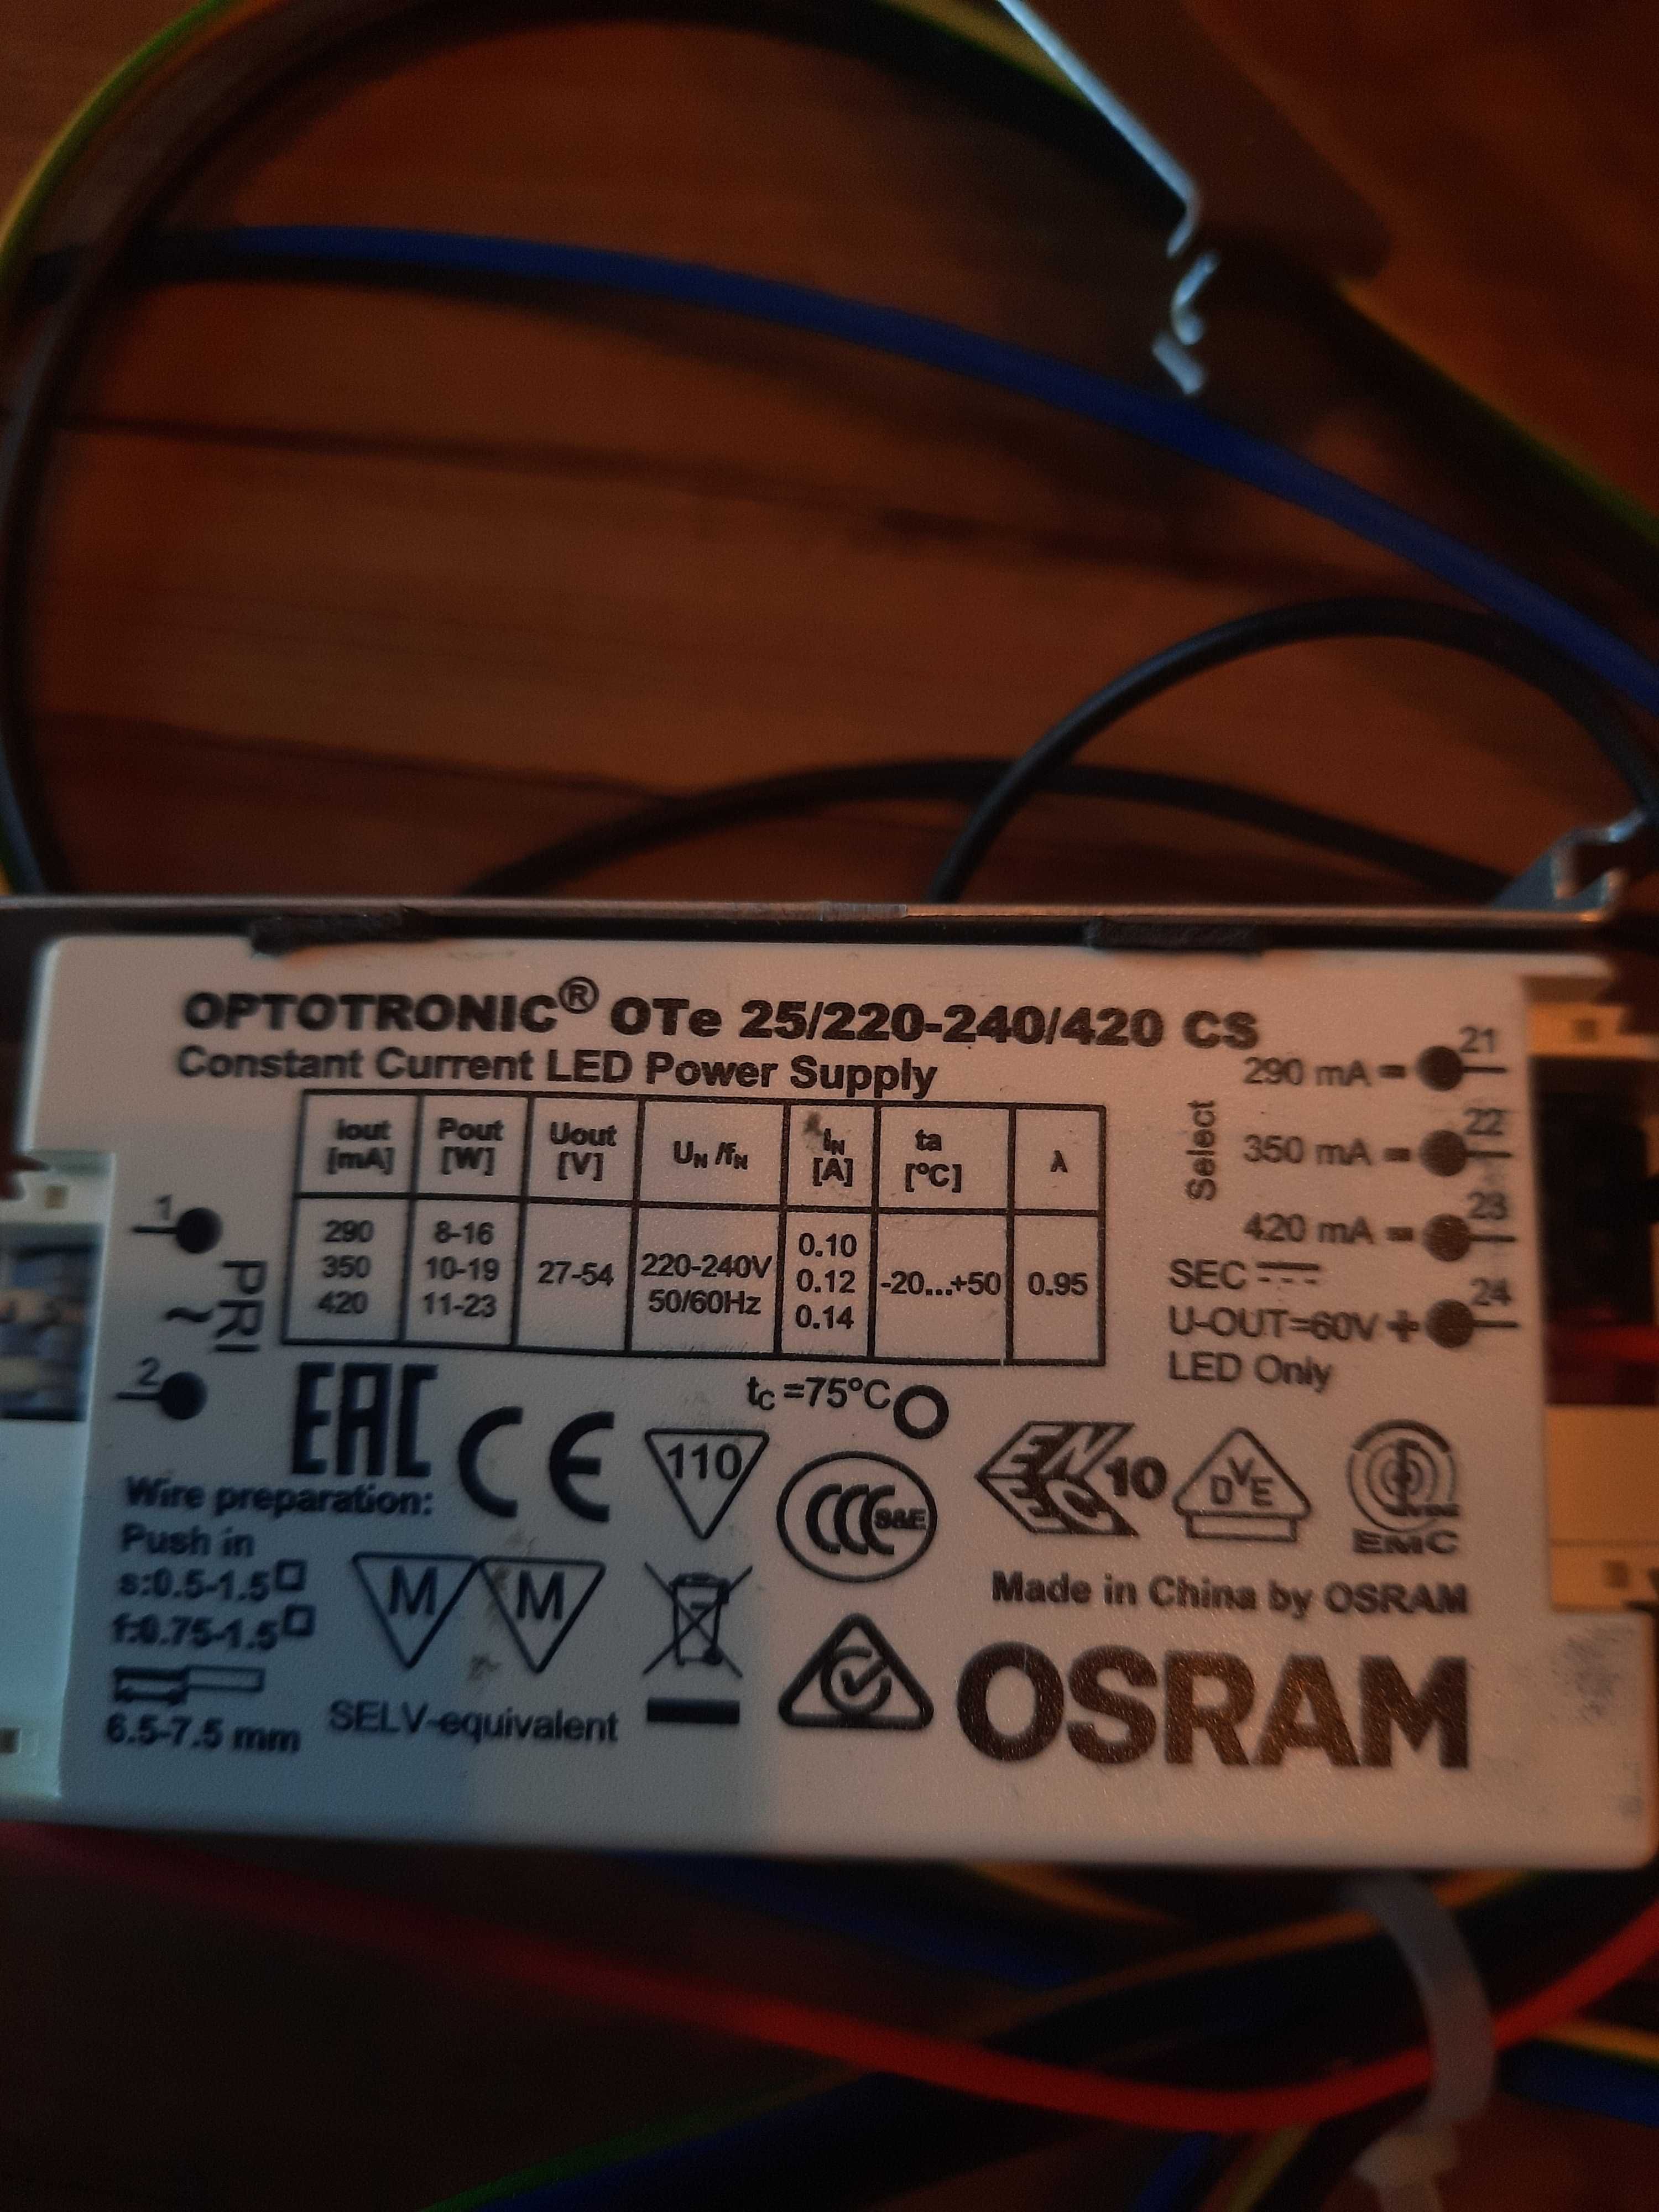 OPTOTRONIC® OTe 25/220-240/420 CS
Constant Current LED Power Supply
Iout [mA] Pout [W] Uout [V] UN /fN IN [A] ta [°C] λ
290 8-16 27-54 220-240V 0.10 -20...+50 0.95
350 10-19 50/60Hz 0.12
420 11-23 0.14
Select
290 mA = 21
350 mA = 22
420 mA = 23
SEC
U-OUT=60V + 24
LED Only
1
PRI ~
2
tc =75°C
EAC CE 110 CCC S&E ENEC 10 DVE EMC
Wire preparation:
Push in
s:0.5-1.5□
f:0.75-1.5□
6.5-7.5 mm
M M
SELV-equivalent
Made in China by OSRAM
OSRAM